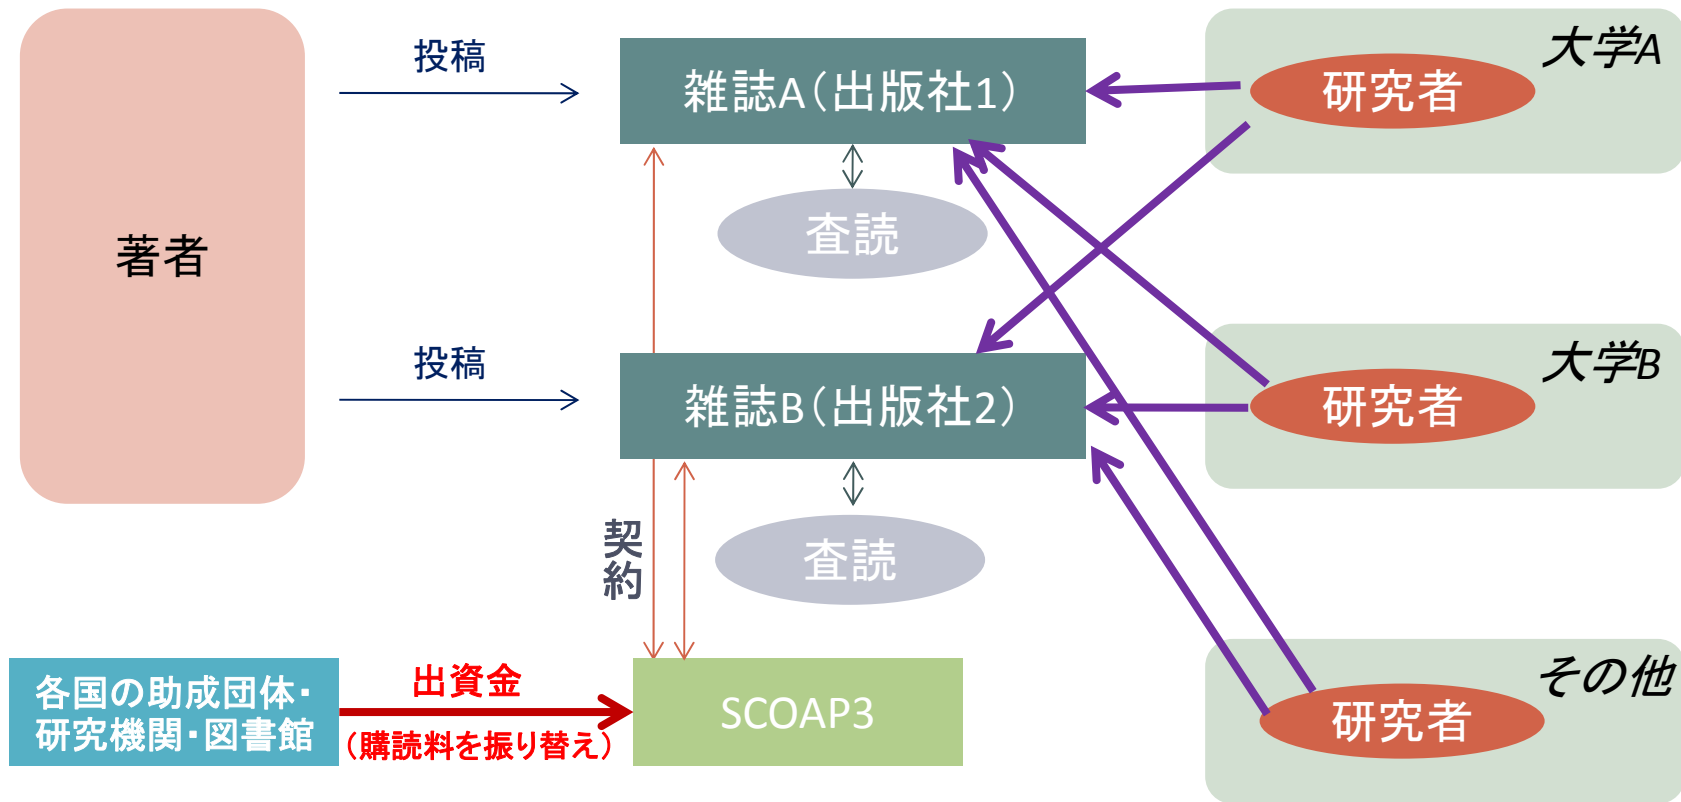 投稿
雑誌A（出版社1）
研究者
大学A
査読
著者
投稿
雑誌B（出版社2）
研究者
大学B
査読
契約
各国の助成団体・
研究機関・図書館
出資金
（購読料を振り替え）
SCOAP3
研究者
その他